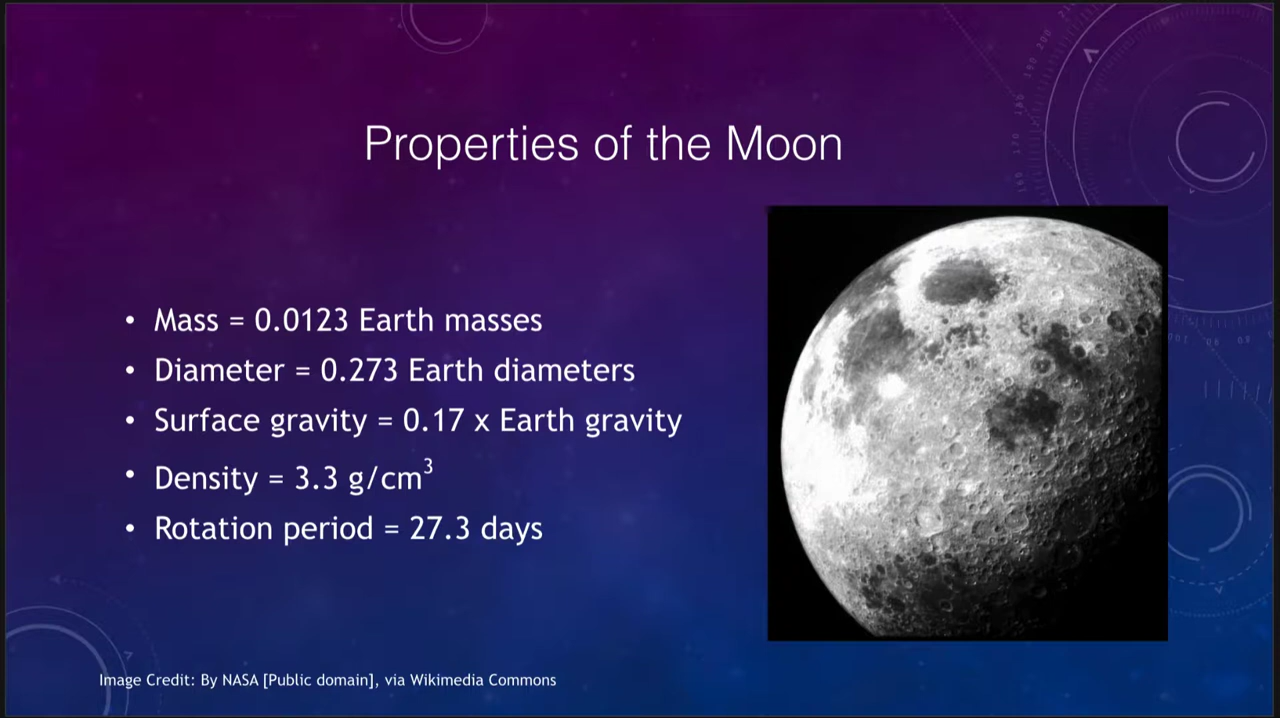 Properties of the Moon
• Mass = 0.0123 Earth masses
• Diameter = 0.273 Earth diameters
• Surface gravity = 0.17 x Earth gravity
• Density = 3.3 g/cm³
• Rotation period = 27.3 days
Image Credit: By NASA [Public domain], via Wikimedia Commons